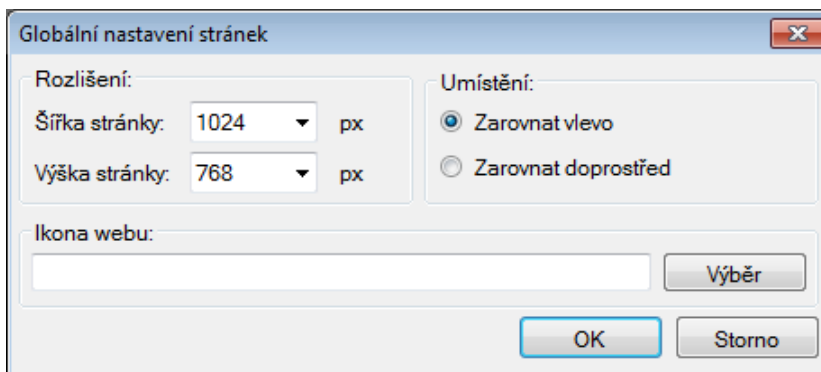 Globální nastavení stránek
Rozlišení:
Šířka stránky: 1024 px
Výška stránky: 768 px
Umístění:
Zarovnat vlevo
Zarovnat doprostřed
Ikona webu:
Výběr
OK Storno